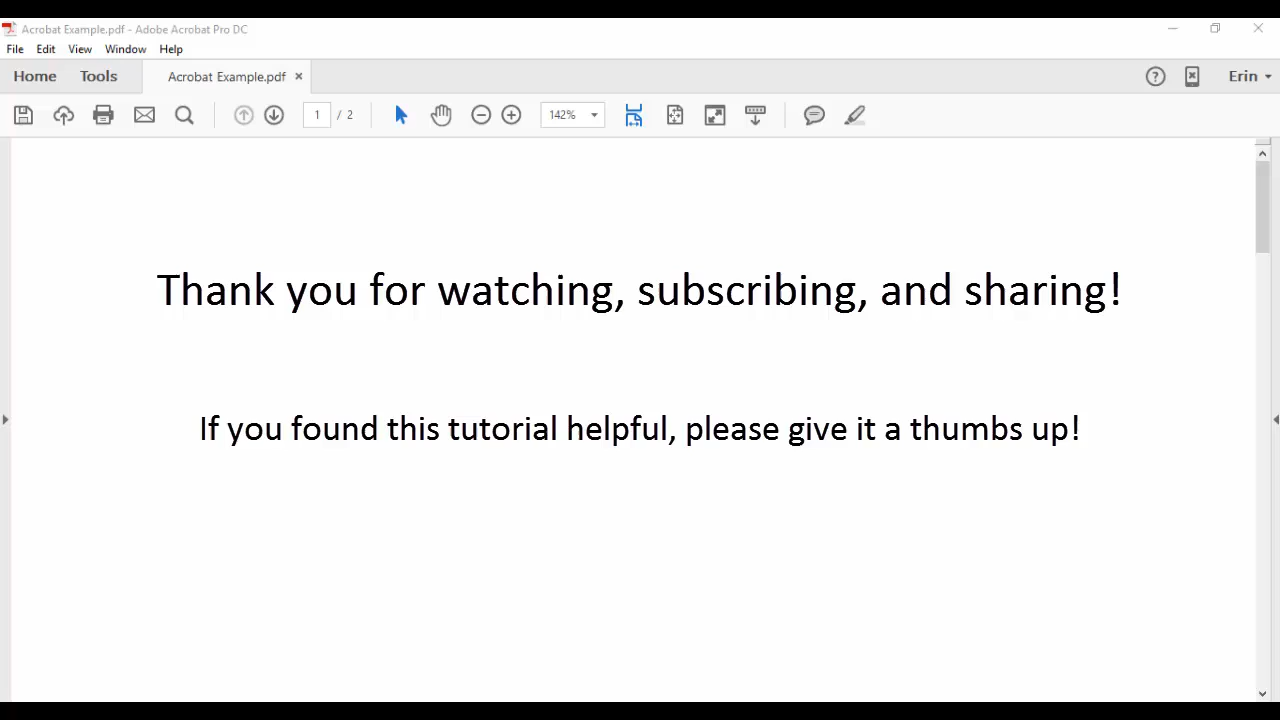 Acrobat Example.pdf - Adobe Acrobat Pro DC
File Edit View Window Help
Home Tools Acrobat Example.pdf × Erin
1 / 2 142%
Thank you for watching, subscribing, and sharing!
If you found this tutorial helpful, please give it a thumbs up!